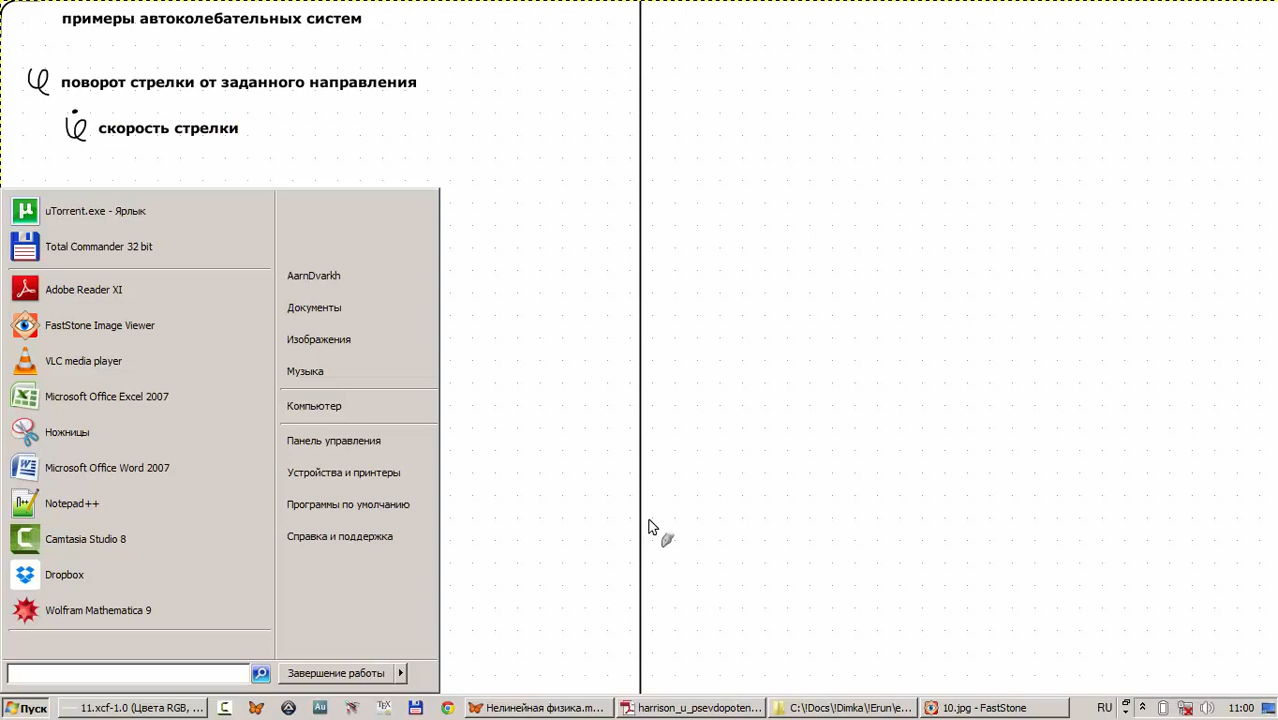 примеры автоколебательных систем
φ поворот стрелки от заданного направления
φ̇ скорость стрелки
uTorrent.exe - Ярлык
Total Commander 32 bit
Adobe Reader XI
FastStone Image Viewer
VLC media player
Microsoft Office Excel 2007
Ножницы
Microsoft Office Word 2007
Notepad++
Camtasia Studio 8
Dropbox
Wolfram Mathematica 9
AarnDvarkh
Документы
Изображения
Музыка
Компьютер
Панель управления
Устройства и принтеры
Программы по умолчанию
Справка и поддержка
Завершение работы
Пуск
11.xcf-1.0 (Цвета RGB, ...
Нелинейная физика.m...
harrison_u_psevdopoten...
C:\!Docs\!Dimka\!Erun\e...
10.jpg - FastStone
RU
11:00